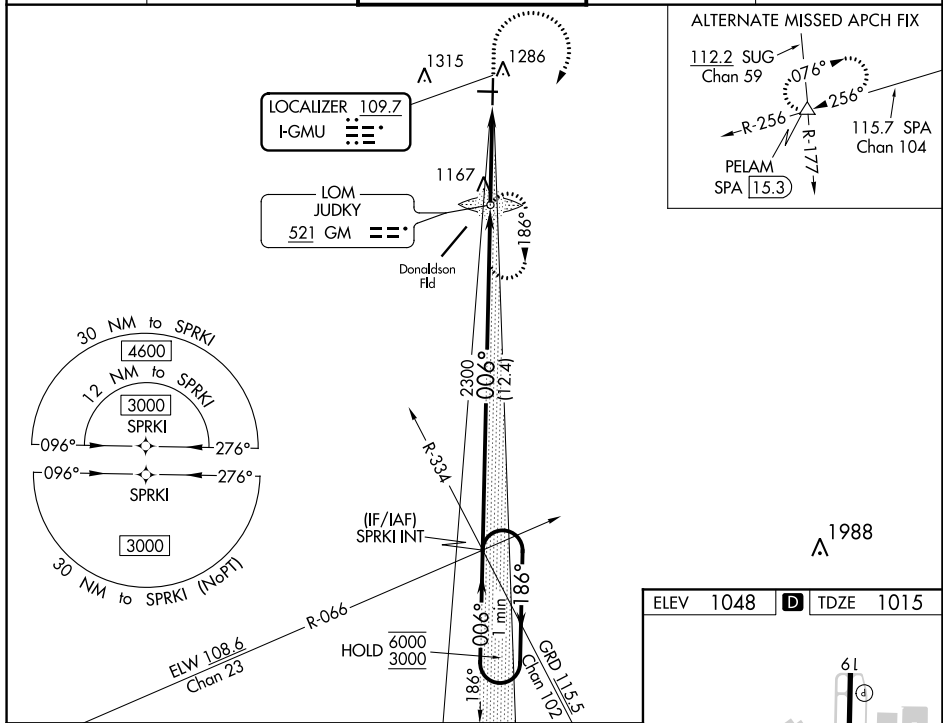 ALTERNATE MISSED APCH FIX
112.2 SUG
Chan 59
076°
256°
R-256
R-177
115.7 SPA
Chan 104
PELAM
SPA 15.3
1315
1286
LOCALIZER 109.7
I-GMU
1167
LOM
JUDKY
521 GM
186°
Donaldson
Fld
30 NM to SPRKI
4600
12 NM to SPRKI
3000
SPRKI
096°
276°
096°
276°
SPRKI
3000
30 NM to SPRKI (NoPT)
2300
006°
(12.4)
R-334
(IF/IAF)
SPRKI INT
1988
R-066
ELW 108.6
Chan 23
HOLD 6000
3000
006°
1 min
186°
186°
GRD 115.5
Chan 102
ELEV 1048 D TDZE 1015
19
P